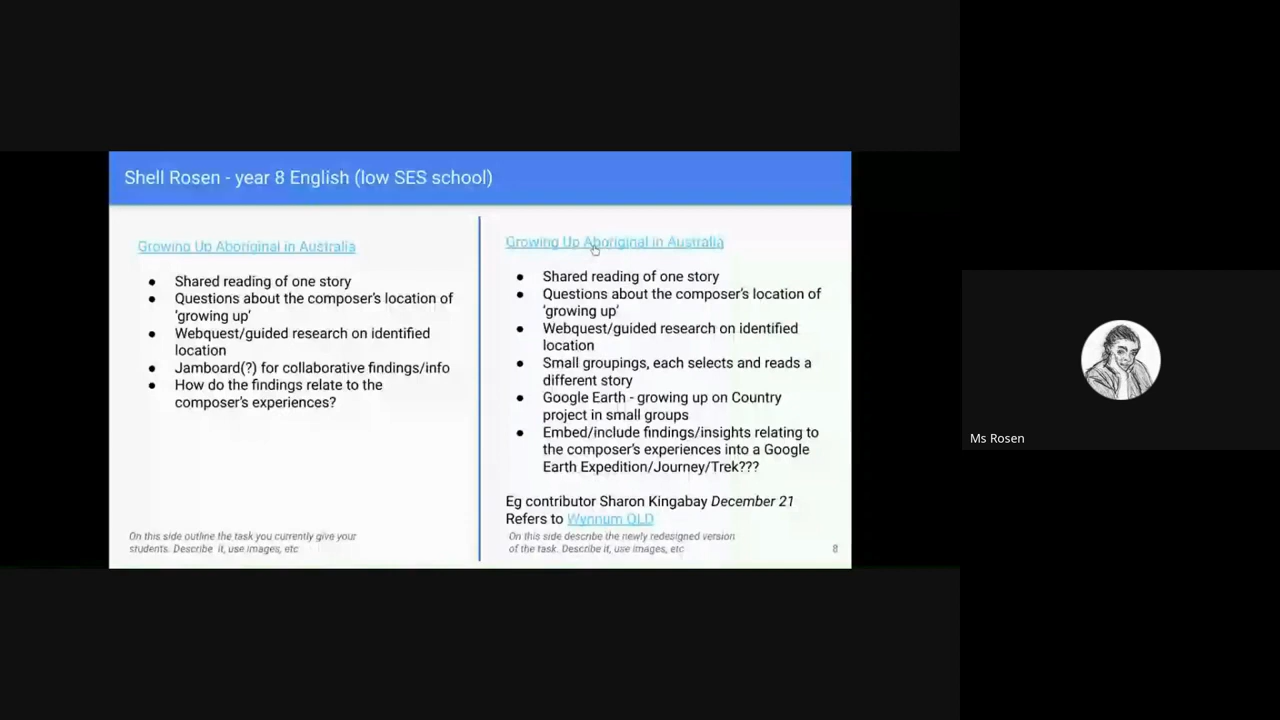 Shell Rosen - year 8 English (low SES school)
Growing Up Aboriginal in Australia
● Shared reading of one story
● Questions about the composer's location of
'growing up'
● Webquest/guided research on identified
location
● Jamboard(?) for collaborative findings/info
● How do the findings relate to the
composer's experiences?
On this side outline the task you currently give your
students. Describe it, use images, etc
Growing Up Aboriginal in Australia
● Shared reading of one story
● Questions about the composer's location of
'growing up'
● Webquest/guided research on identified
location
● Small groupings, each selects and reads a
different story
● Google Earth - growing up on Country
project in small groups
● Embed/include findings/insights relating to
the composer's experiences into a Google
Earth Expedition/Journey/Trek???
Eg contributor Sharon Kingabay December 21
Refers to Wynnum QLD
On this side describe the newly redesigned version
of the task. Describe it, use images, etc
8
Ms Rosen